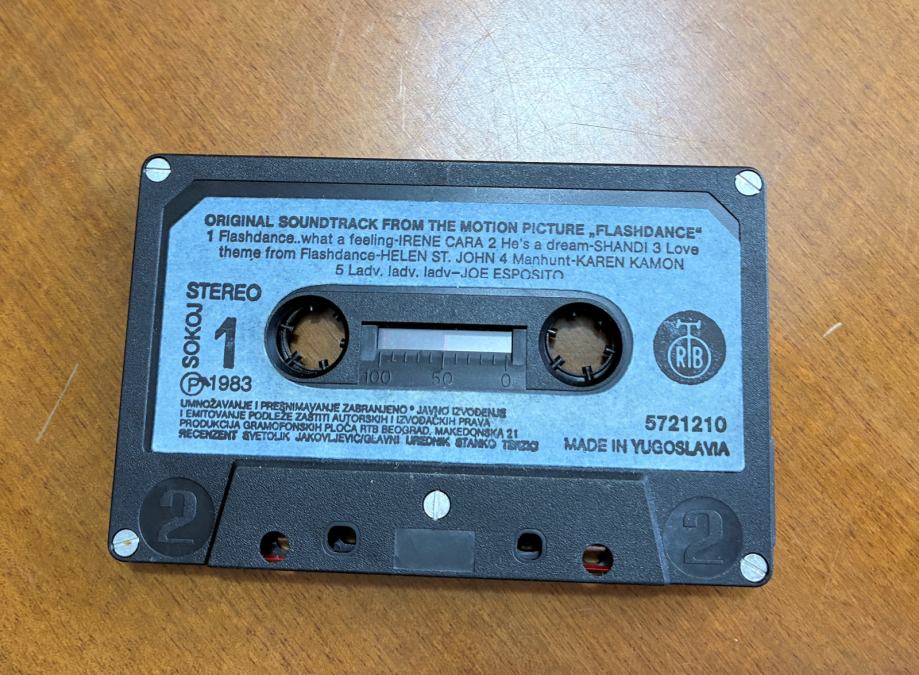 ORIGINAL SOUNDTRACK FROM THE MOTION PICTURE „FLASHDANCE“
1 Flashdance..what a feeling-IRENE CARA 2 He's a dream-SHANDI 3 Love
theme from Flashdance-HELEN ST. JOHN 4 Manhunt-KAREN KAMON
5 Lady, lady, lady-JOE ESPOSITO
STEREO
SOKOJ
1
Ⓟ 1983
100 50 0
RTB
UMNOŽAVANJE I PRESNIMAVANJE ZABRANJENO * JAVNO IZVOĐENJE
I EMITOVANJE PODLEŽE ZAŠTITI AUTORSKIH I IZVOĐAČKIH PRAVA
PRODUKCIJA GRAMOFONSKIH PLOČA RTB BEOGRAD, MAKEDONSKA 21
RECENZENT SVETOLIK JAKOVLJEVIĆ/GLAVNI UREDNIK STANKO TERZIĆ
5721210
MADE IN YUGOSLAVIA
2
2